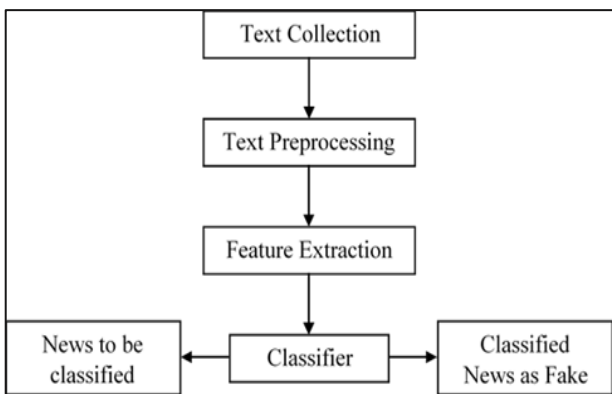 Text Collection
Text Preprocessing
Feature Extraction
News to be
classified
Classifier
Classified
News as Fake